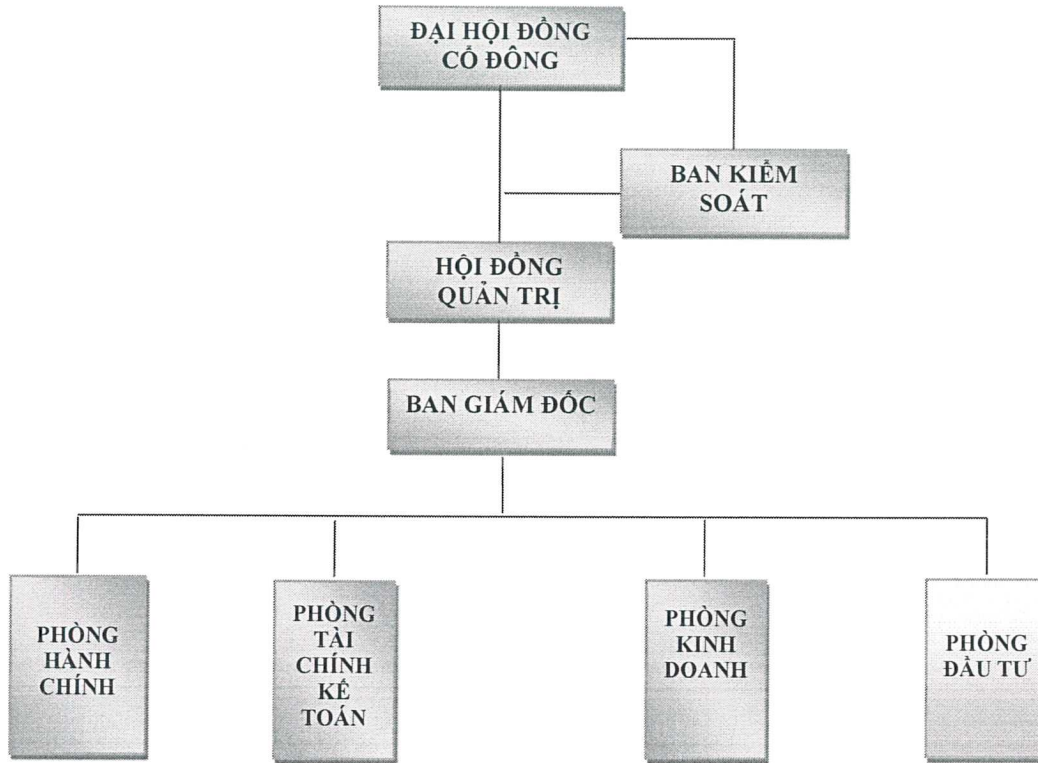 ĐẠI HỘI ĐỒNG
CỔ ĐÔNG
BAN KIỂM
SOÁT
HỘI ĐỒNG
QUẢN TRỊ
BAN GIÁM ĐỐC
PHÒNG
HÀNH
CHÍNH
PHÒNG
TÀI
CHÍNH
KẾ
TOÁN
PHÒNG
KINH
DOANH
PHÒNG
ĐẦU TƯ